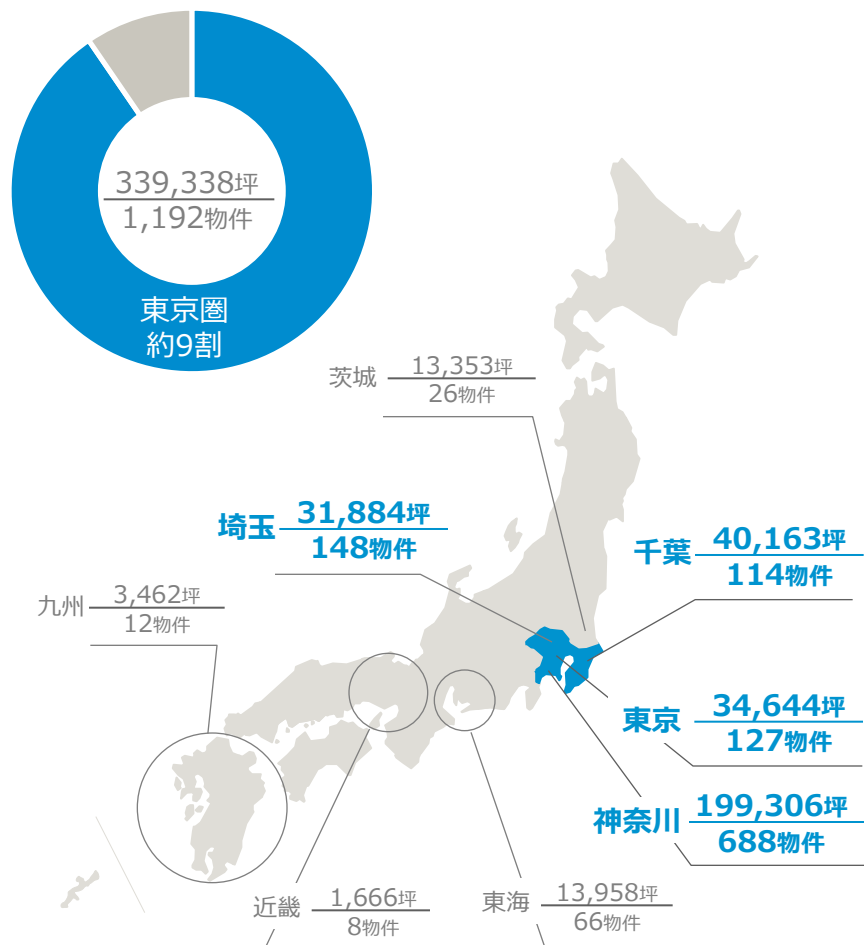 339,338坪
1,192物件
東京圏
約9割
茨城
13,353坪
26物件
埼玉
31,884坪
148物件
千葉
40,163坪
114物件
九州
3,462坪
12物件
東京
34,644坪
127物件
神奈川
199,306坪
688物件
近畿
1,666坪
8物件
東海
13,958坪
66物件